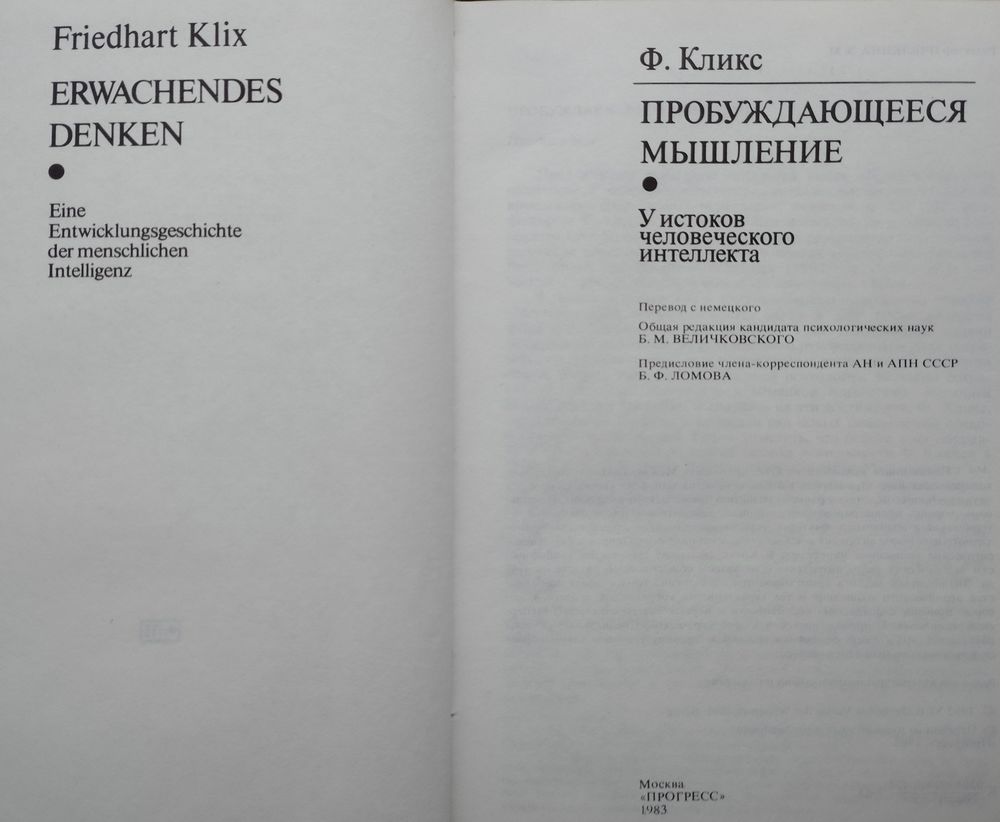 Friedhart Klix
ERWACHENDES
DENKEN
●
Eine
Entwicklungsgeschichte
der menschlichen
Intelligenz
Ф. Кликс
ПРОБУЖДАЮЩЕЕСЯ
МЫШЛЕНИЕ
●
У истоков
человеческого
интеллекта
Перевод с немецкого
Общая редакция кандидата психологических наук
Б. М. ВЕЛИЧКОВСКОГО
Предисловие члена-корреспондента АН и АПН СССР
Б. Ф. ЛОМОВА
Москва
«ПРОГРЕСС»
1983